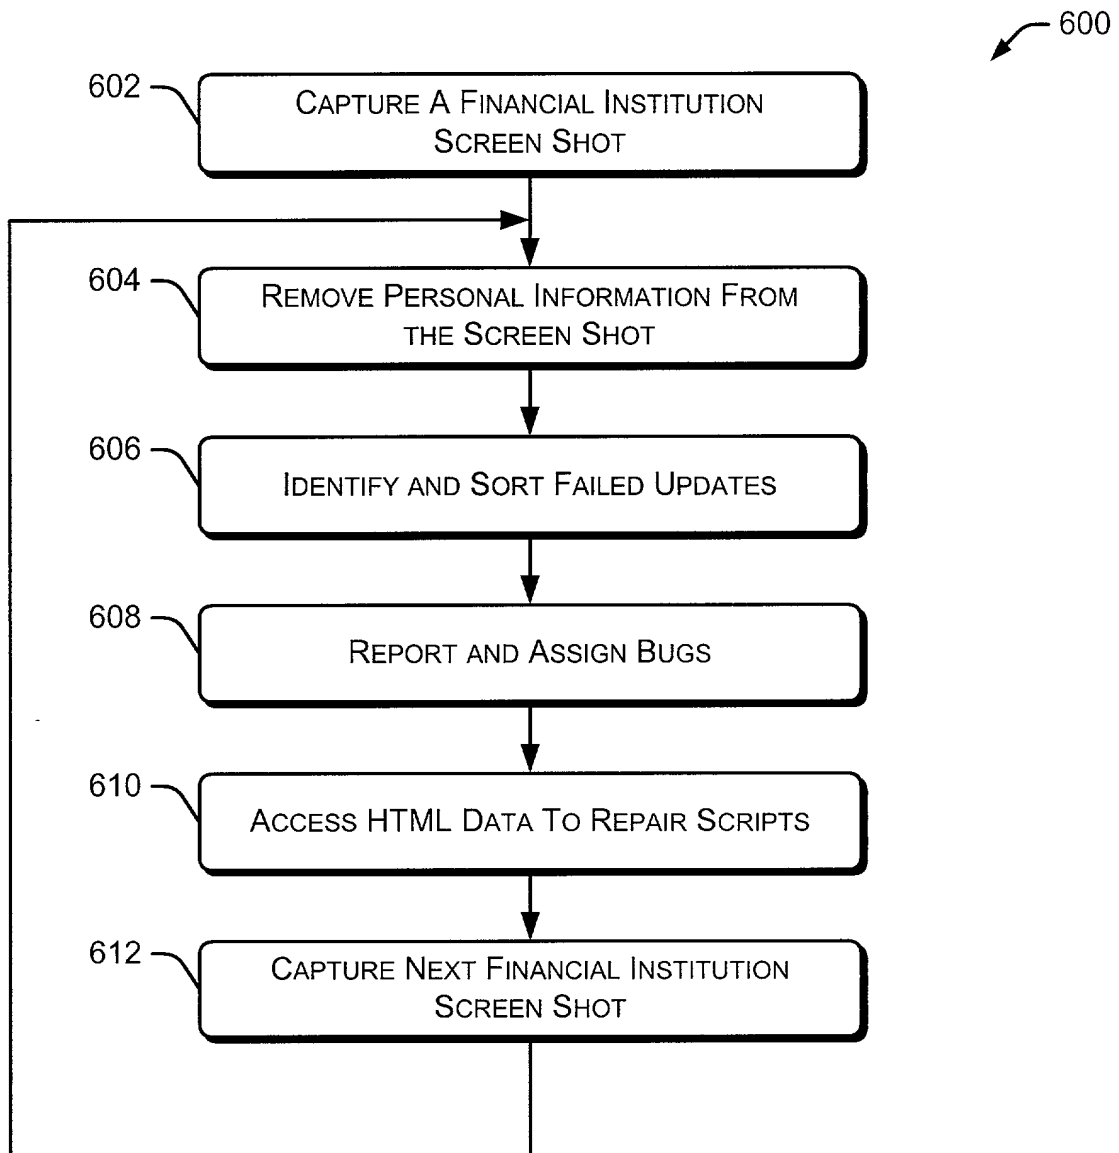 600
602
CAPTURE A FINANCIAL INSTITUTION
SCREEN SHOT
604
REMOVE PERSONAL INFORMATION FROM
THE SCREEN SHOT
606
IDENTIFY AND SORT FAILED UPDATES
608
REPORT AND ASSIGN BUGS
610
ACCESS HTML DATA TO REPAIR SCRIPTS
612
CAPTURE NEXT FINANCIAL INSTITUTION
SCREEN SHOT